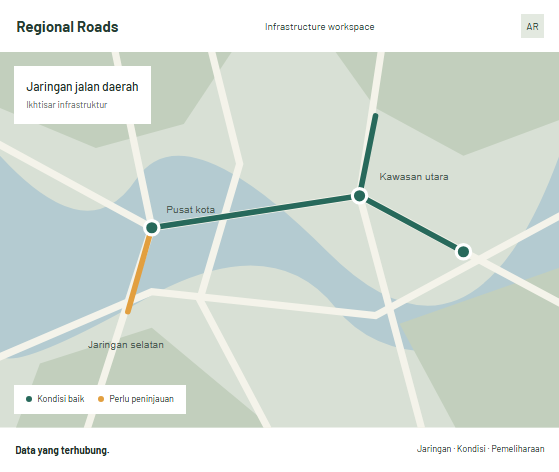 Regional Roads
Infrastructure workspace
AR
Jaringan jalan daerah
Ikhtisar infrastruktur
Kawasan utara
Pusat kota
Jaringan selatan
Kondisi baik
Perlu peninjauan
Data yang terhubung.
Jaringan · Kondisi · Pemeliharaan